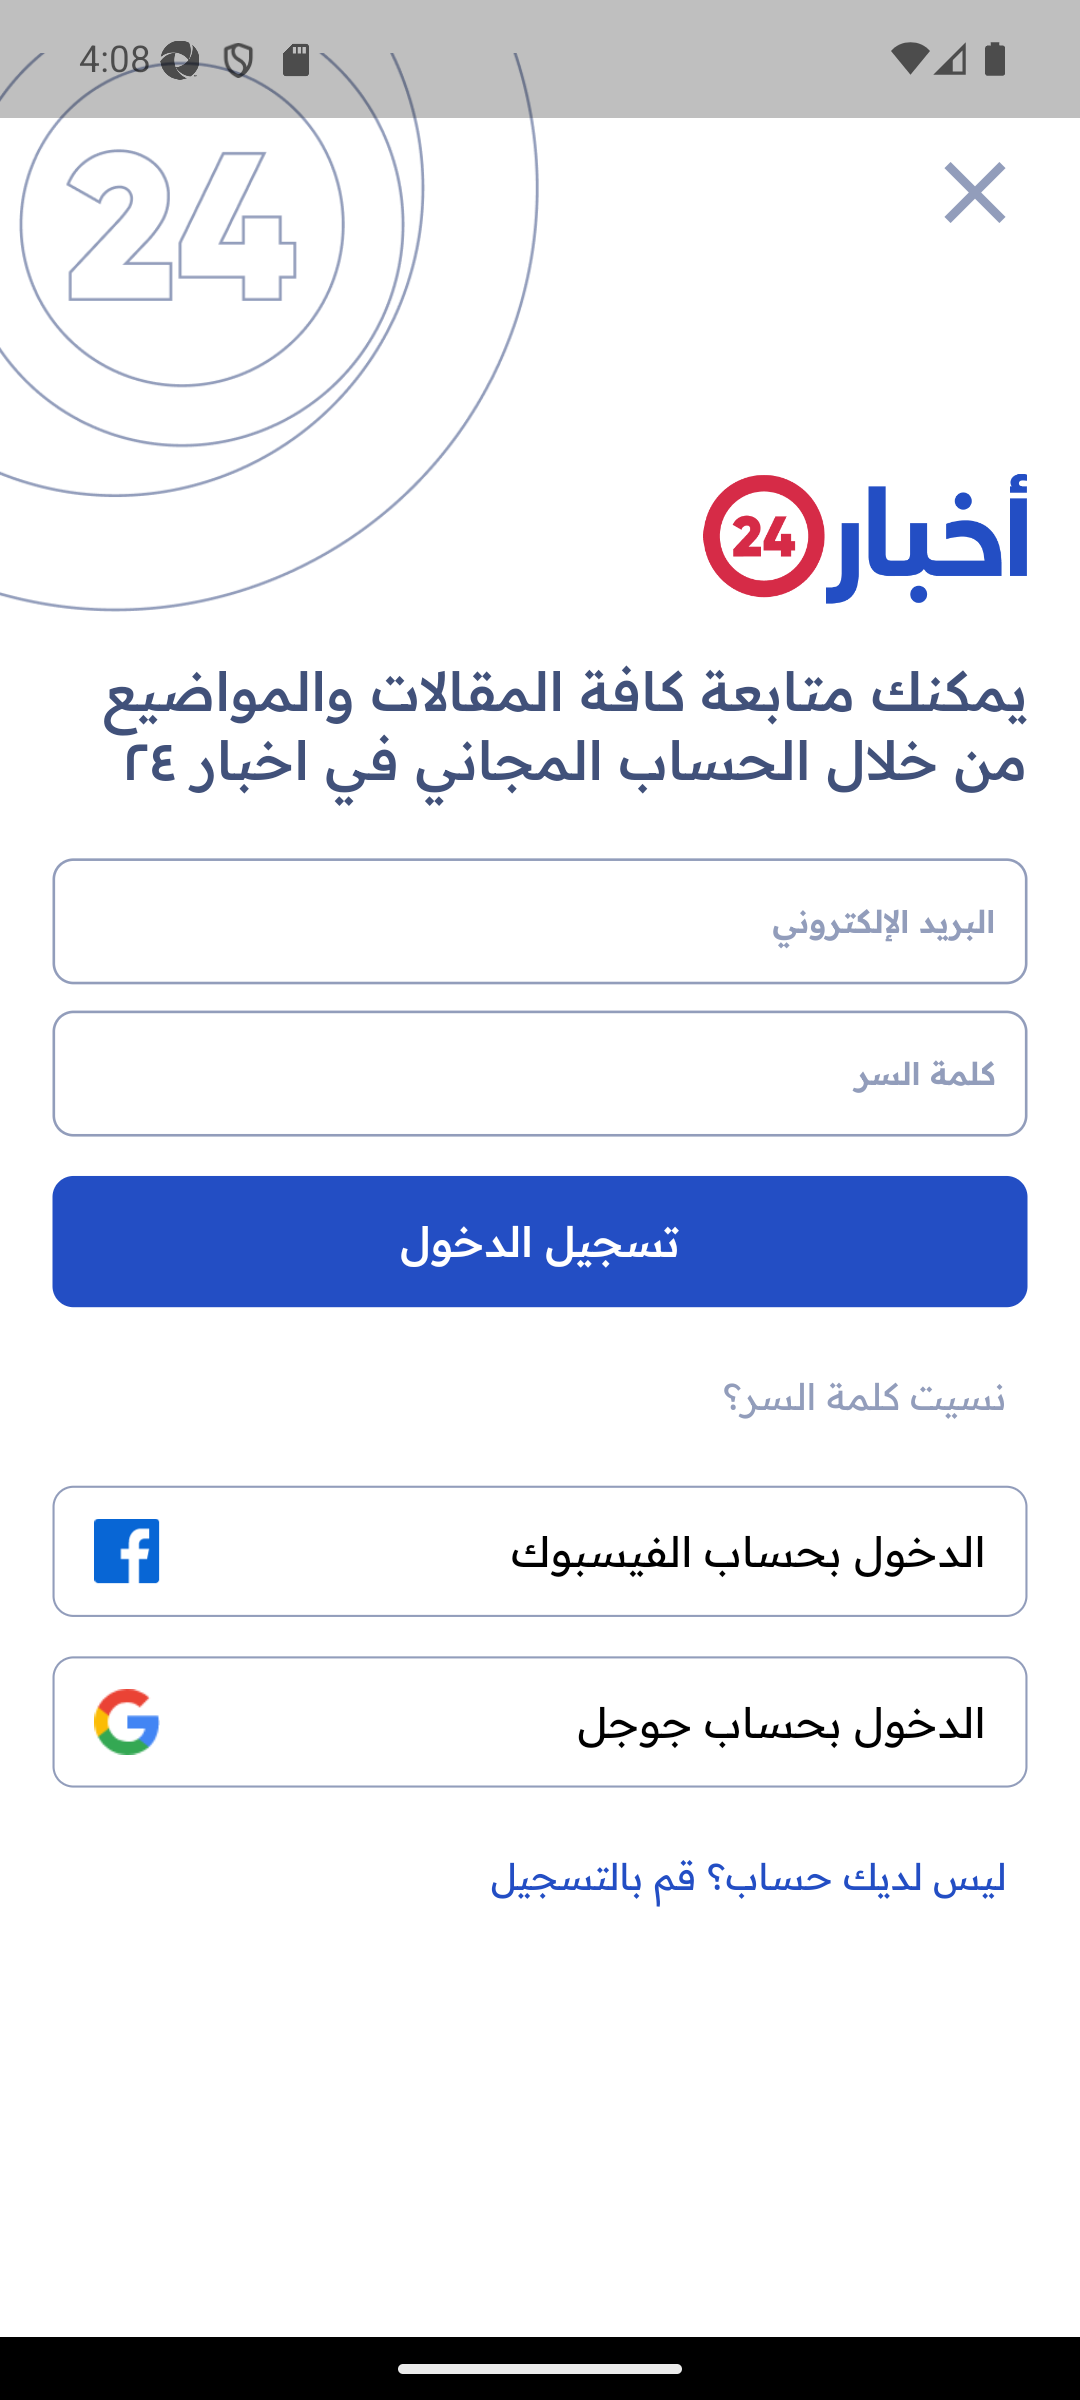 4:08
24
أخبار 24
يمكنك متابعة كافة المقالات والمواضيع
من خلال الحساب المجاني في اخبار ٢٤
البريد الإلكتروني
كلمة السر
تسجيل الدخول
نسيت كلمة السر؟
الدخول بحساب الفيسبوك
الدخول بحساب جوجل
ليس لديك حساب؟ قم بالتسجيل